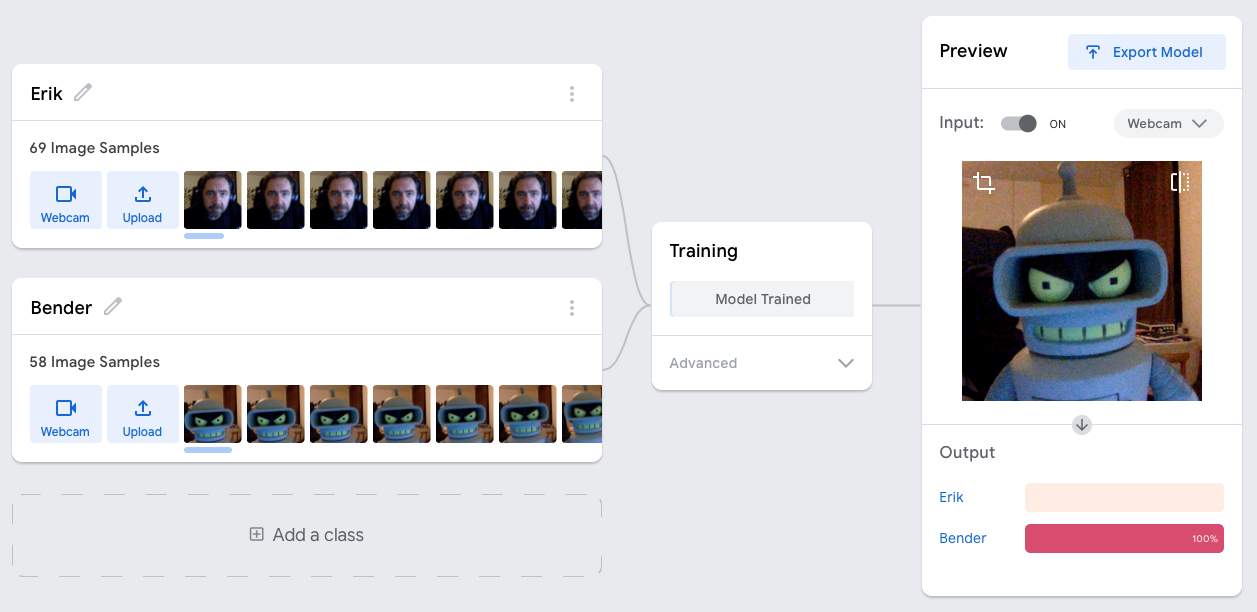 Erik
69 Image Samples
Webcam
Upload
Bender
58 Image Samples
Webcam
Upload
Add a class
Training
Model Trained
Advanced
Preview
Export Model
Input:
ON
Webcam
Output
Erik
Bender
100%